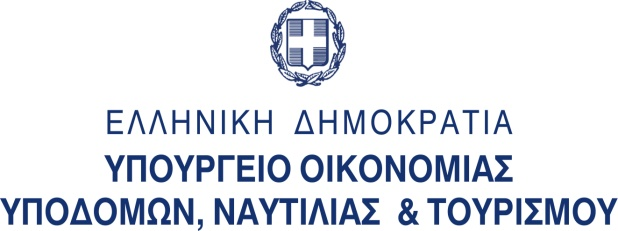 ΕΛΛΗΝΙΚΗ ΔΗΜΟΚΡΑΤΙΑ
ΥΠΟΥΡΓΕΙΟ ΟΙΚΟΝΟΜΙΑΣ
ΥΠΟΔΟΜΩΝ, ΝΑΥΤΙΛΙΑΣ & ΤΟΥΡΙΣΜΟΥ